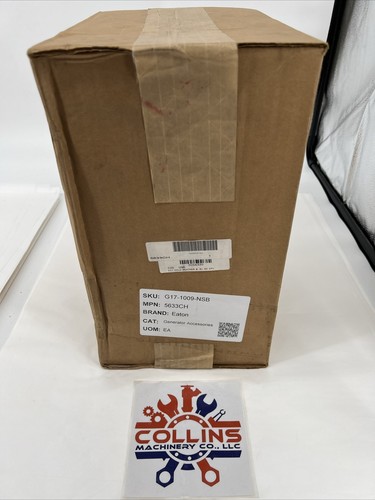 SKU: G17-1009-NSB
MPN: 5633CH
BRAND: Eaton
CAT: Generator Accessories
UOM: EA
COLLINS
MACHINERY CO., LLC